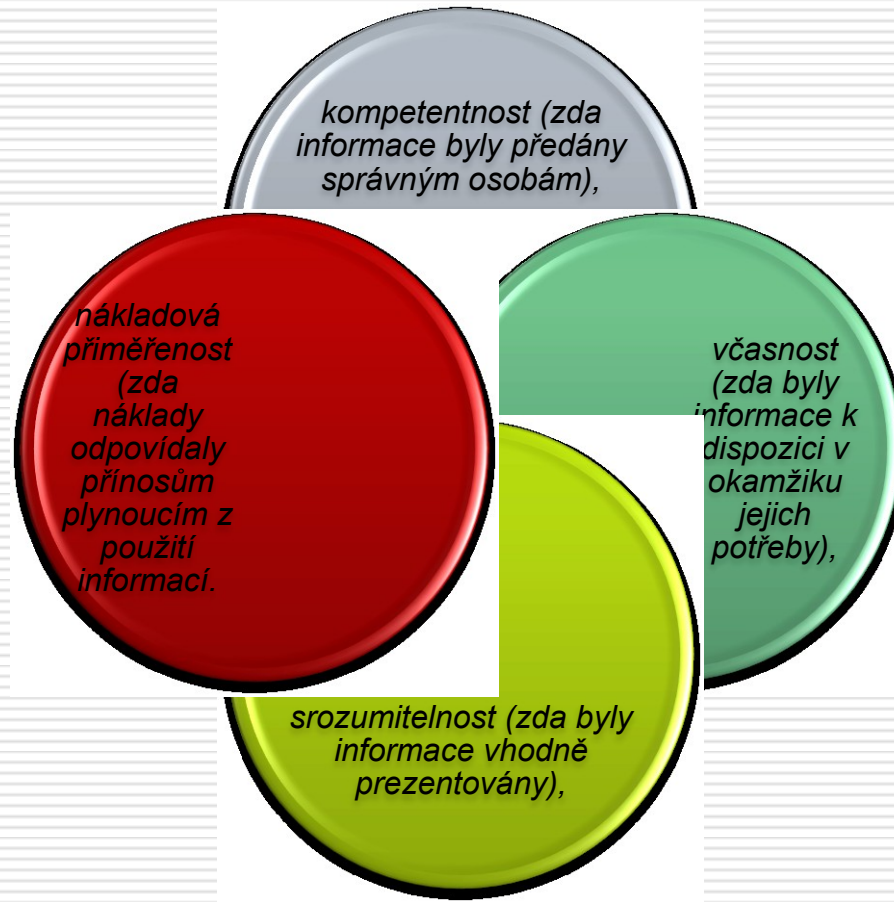 kompetentnost (zda
informace byly předány
správným osobám),
včasnost
(zda byly
informace k
dispozici v
okamžiku
jejich
potřeby),
srozumitelnost (zda byly
informace vhodně
prezentovány),
nákladová
přiměřenost
(zda
náklady
odpovídaly
přínosům
plynoucím z
použití
informací.